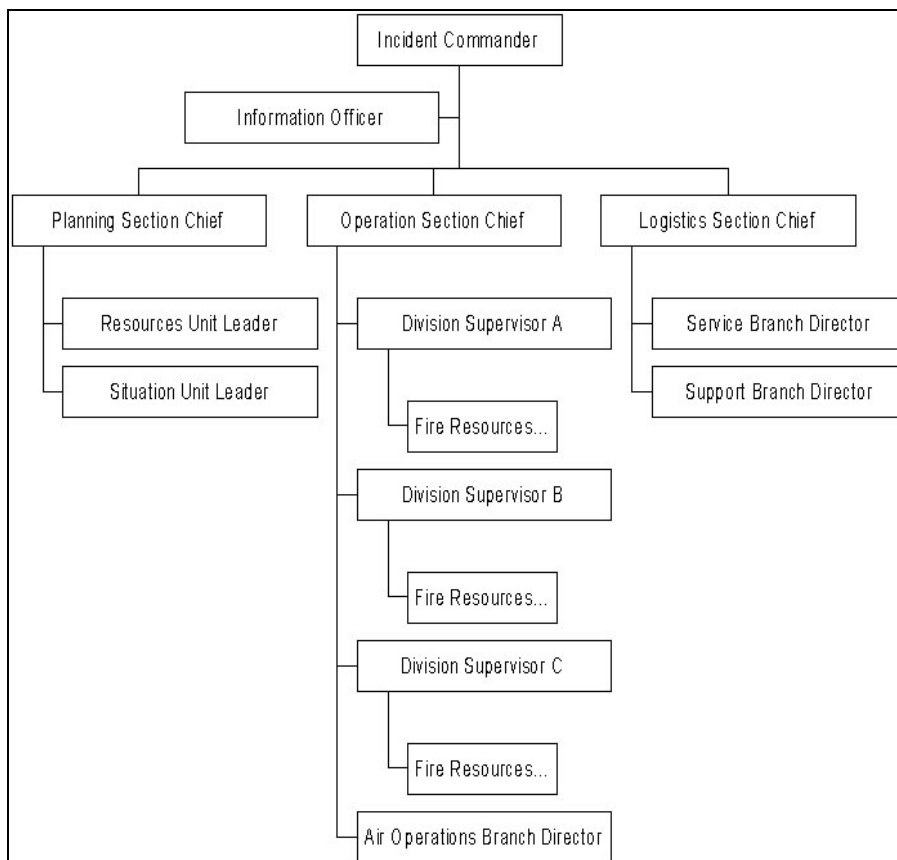 Incident Commander
Information Officer
Planning Section Chief
Operation Section Chief
Logistics Section Chief
Resources Unit Leader
Situation Unit Leader
Division Supervisor A
Fire Resources...
Division Supervisor B
Fire Resources...
Division Supervisor C
Fire Resources...
Air Operations Branch Director
Service Branch Director
Support Branch Director